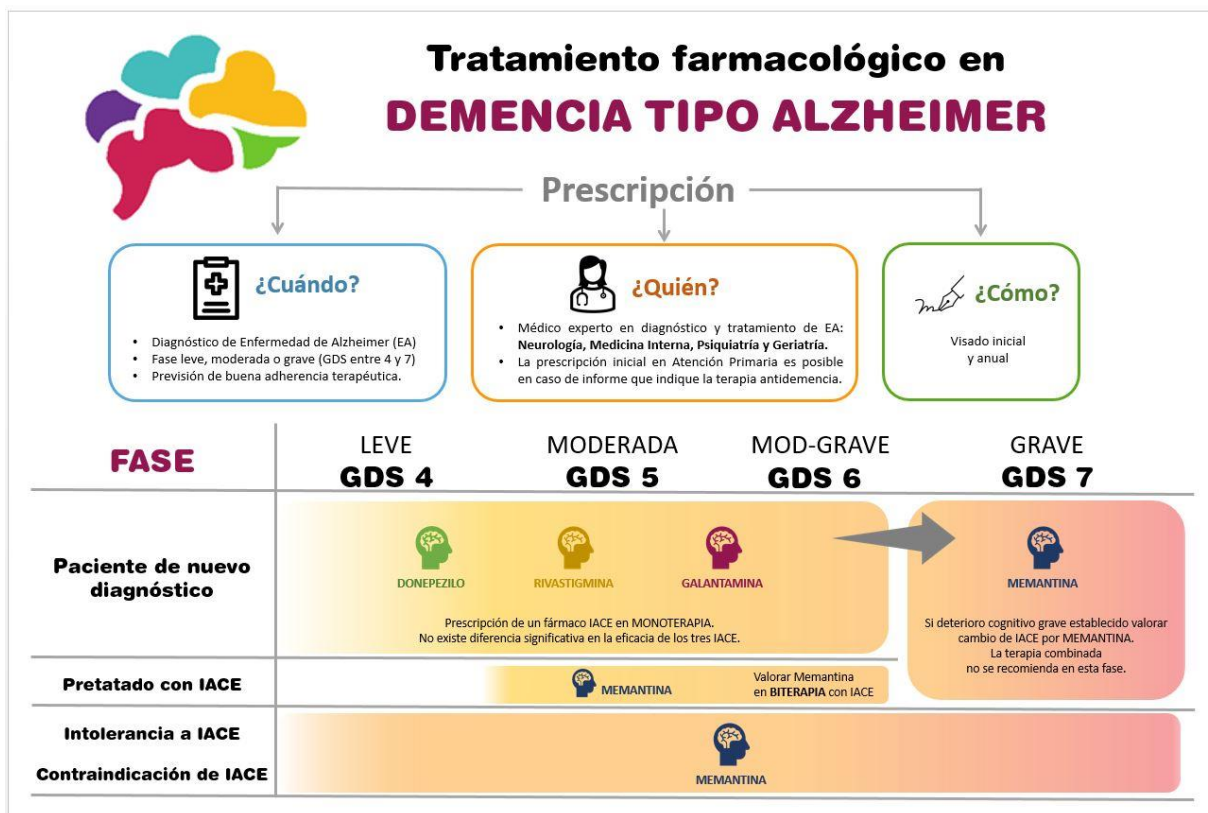 Tratamiento farmacológico en
DEMENCIA TIPO ALZHEIMER
Prescripción
¿Cuándo?
• Diagnóstico de Enfermedad de Alzheimer (EA)
• Fase leve, moderada o grave (GDS entre 4 y 7)
• Previsión de buena adherencia terapéutica.
¿Quién?
• Médico experto en diagnóstico y tratamiento de EA:
Neurología, Medicina Interna, Psiquiatría y Geriatría.
• La prescripción inicial en Atención Primaria es posible
en caso de informe que indique la terapia antidemencia.
¿Cómo?
Visado inicial
y anual
FASE
LEVE
GDS 4
MODERADA
GDS 5
MOD-GRAVE
GDS 6
GRAVE
GDS 7
Paciente de nuevo
diagnóstico
DONEPEZILO
RIVASTIGMINA
GALANTAMINA
Prescripción de un fármaco IACE en MONOTERAPIA.
No existe diferencia significativa en la eficacia de los tres IACE.
MEMANTINA
Si deterioro cognitivo grave establecido valorar
cambio de IACE por MEMANTINA.
La terapia combinada
no se recomienda en esta fase.
Pretatado con IACE
MEMANTINA
Valorar Memantina
en BITERAPIA con IACE
Intolerancia a IACE
Contraindicación de IACE
MEMANTINA